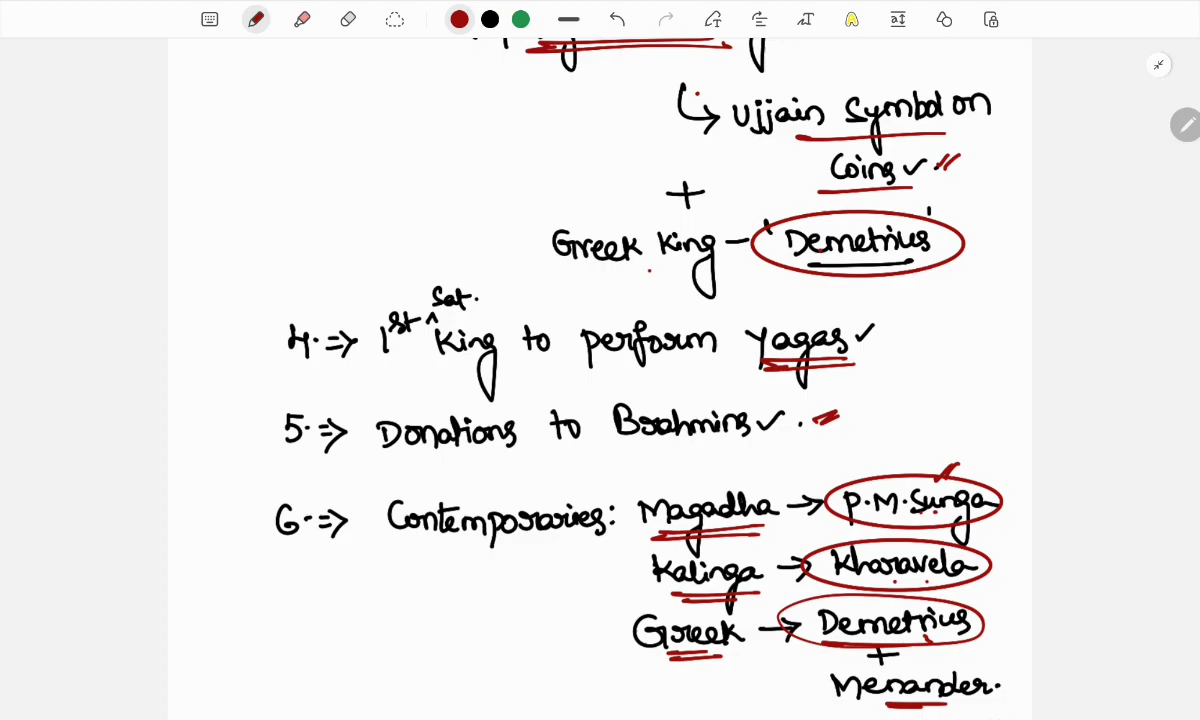 Ujjain Symbol on
Coins ✓ "
+
Greek King - 'Demetrius'
Sat.
4. => 1st ^ King to perform Yagas ✓
5. => Donations to Brahmins ✓.
6. => Contemporaries: Magadha → P.M.Sunga
Kalinga → Kharavela
Greek → Demetrius
+
Menander.